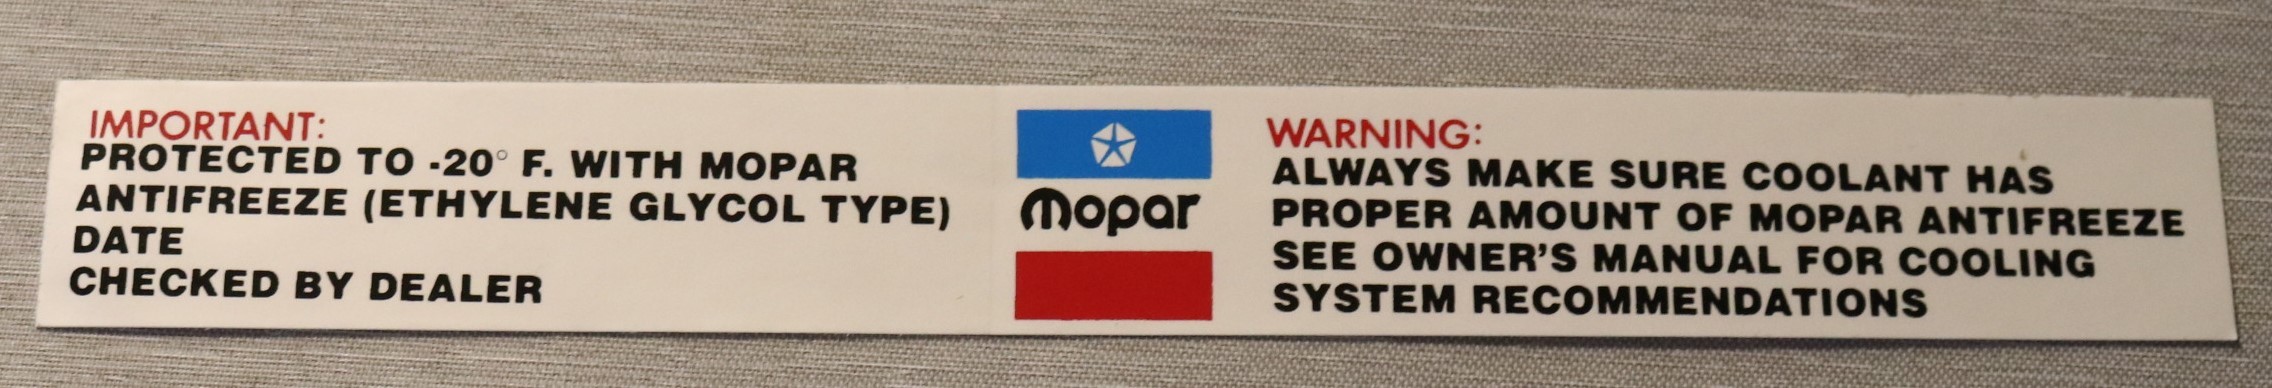 IMPORTANT:
PROTECTED TO -20° F. WITH MOPAR
ANTIFREEZE (ETHYLENE GLYCOL TYPE)
DATE
CHECKED BY DEALER
mopar
WARNING:
ALWAYS MAKE SURE COOLANT HAS
PROPER AMOUNT OF MOPAR ANTIFREEZE
SEE OWNER'S MANUAL FOR COOLING
SYSTEM RECOMMENDATIONS